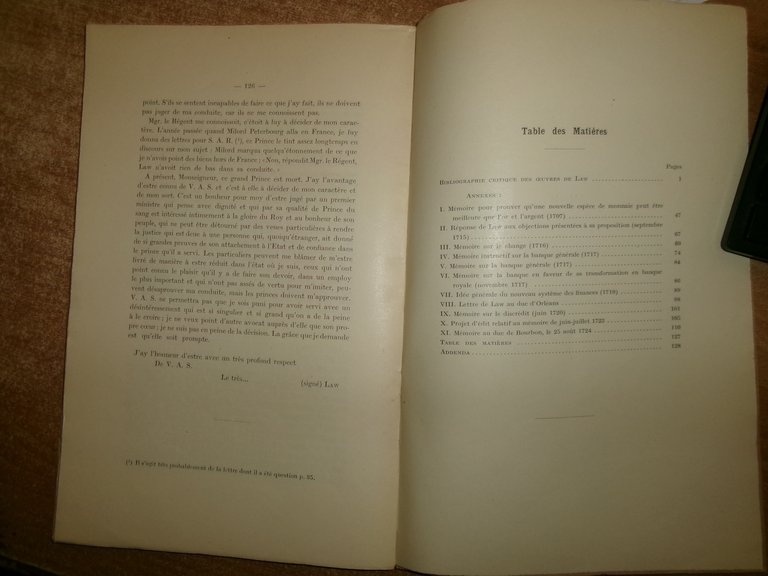 — 126 —
point. S'ils se sentent incapables de faire ce que j'ay fait, ils ne doivent
pas juger de ma conduite, car ils ne me connoissent pas.
Mgr. le Régent me connoissoit, c'étoit à luy à décider de mon carac-
tère. L'année passée quand Milord Peterbourg alla en France, je luy
donna des lettres pour S. A. R. (¹), ce Prince le tint assez longtemps en
discours sur mon sujet : Milord marqua quelqu'étonnement de ce que
je n'avois point des biens hors de France ; «Non, répondit Mgr. le Régent,
Law n'avoit rien de bas dans sa conduite.»
A présent, Monseigneur, ce grand Prince est mort. J'ay l'avantage
d'estre connu de V. A. S. et c'est à elle à décider de mon caractère et
de mon sort. C'est un bonheur pour moy d'estre jugé par un premier
ministre qui pense avec dignité et qui par sa qualité de Prince du
sang est intéressé intimement à la gloire du Roy et au bonheur de son
peuple, qui ne peut être détourné par des veues particulières à rendre
la justice qui est deue à une personne qui, quoyqu'étranger, ait donné
de si grandes preuves de son attachement à l'Etat et de confiance dans
le prince qu'il a servi. Les particuliers peuvent me blâmer de m'estre
livré de manière à estre réduit dans l'état où je suis, ceux qui n'ont
point connu le plaisir qu'il y a de faire son devoir, dans un employ
le plus important et qui n'ont pas assés de vertu pour m'imiter, peu-
vent désaprouver ma conduite, mais les princes doivent m'approuver.
V. A. S. ne permettra pas que je sois puni pour avoir servi avec un
désintéressement qui est si singulier et si grand qu'on a de la peine
à le croire ; je ne veux point d'autre avocat auprès d'elle que son pro-
pre cœur ; je ne suis pas en peine de la décision. La grâce que je demande
est qu'elle soit prompte.
J'ay l'honneur d'estre avec un très profond respect
De V. A. S.
Le très... (signé) Law
(¹) Il s'agit très probablement de la lettre dont il a été question p. 95.
Table des Matières
Pages
Bibliographie critique des œuvres de Law 1
Annexes :
I. Mémoire pour prouver qu'une nouvelle espèce de monnaie peut être
meilleure que l'or et l'argent (1707) 47
II. Réponse de Law aux objections présentées à sa proposition (septembre
1715) 67
III. Mémoire sur le change (1716) 69
IV. Mémoire instructif sur la banque générale (1717) 74
V. Mémoire sur la banque générale (1717) 84
VI. Mémoire sur la banque en faveur de sa transformation en banque
royale (novembre 1717) 86
VII. Idée générale du nouveau système des finances (1719) 89
VIII. Lettre de Law au duc d'Orléans 98
IX. Mémoire sur le discrédit (juin 1720) 101
X. Projet d'édit relatif au mémoire de juin-juillet 1723 105
XI. Mémoire au duc de Bourbon, le 25 août 1724 110
Table des matières 127
Addenda 128